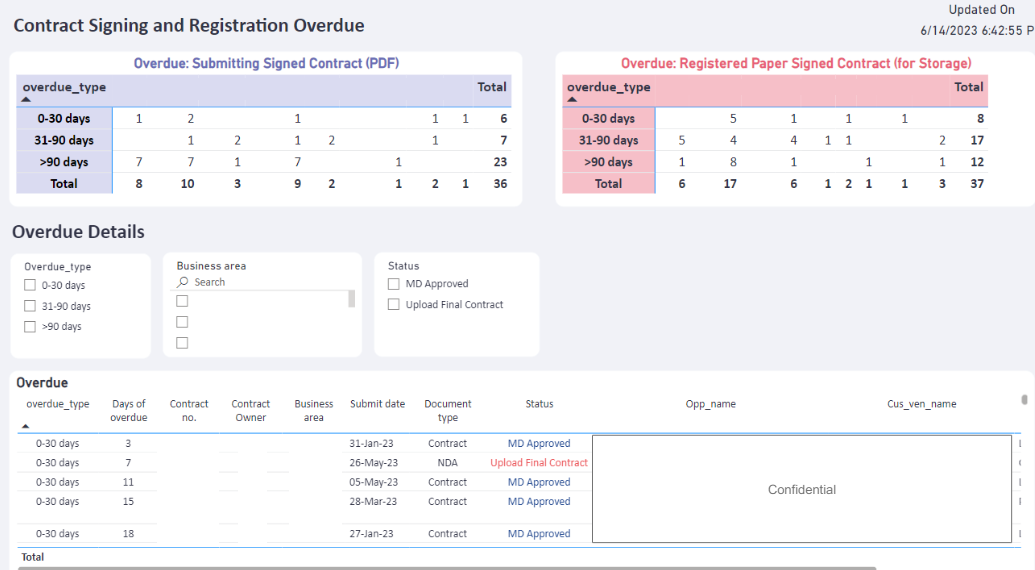 Updated On
Contract Signing and Registration Overdue
6/14/2023 6:42:55 P
Overdue: Submitting Signed Contract (PDF)
overdue_type Total
0-30 days 1 2 1 1 1 6
31-90 days 1 2 1 2 1 7
>90 days 7 7 1 7 1 23
Total 8 10 3 9 2 1 2 1 36
Overdue: Registered Paper Signed Contract (for Storage)
overdue_type Total
0-30 days 5 1 1 1 8
31-90 days 5 4 4 1 1 2 17
>90 days 1 8 1 1 1 12
Total 6 17 6 1 2 1 1 3 37
Overdue Details
Overdue_type
0-30 days
31-90 days
>90 days
Business area
Search
Status
MD Approved
Upload Final Contract
Overdue
overdue_type Days of overdue Contract no. Contract Owner Business area Submit date Document type Status Opp_name Cus_ven_name
0-30 days 3 31-Jan-23 Contract MD Approved
0-30 days 7 26-May-23 NDA Upload Final Contract
0-30 days 11 05-May-23 Contract MD Approved
0-30 days 15 28-Mar-23 Contract MD Approved
0-30 days 18 27-Jan-23 Contract MD Approved
Confidential
Total